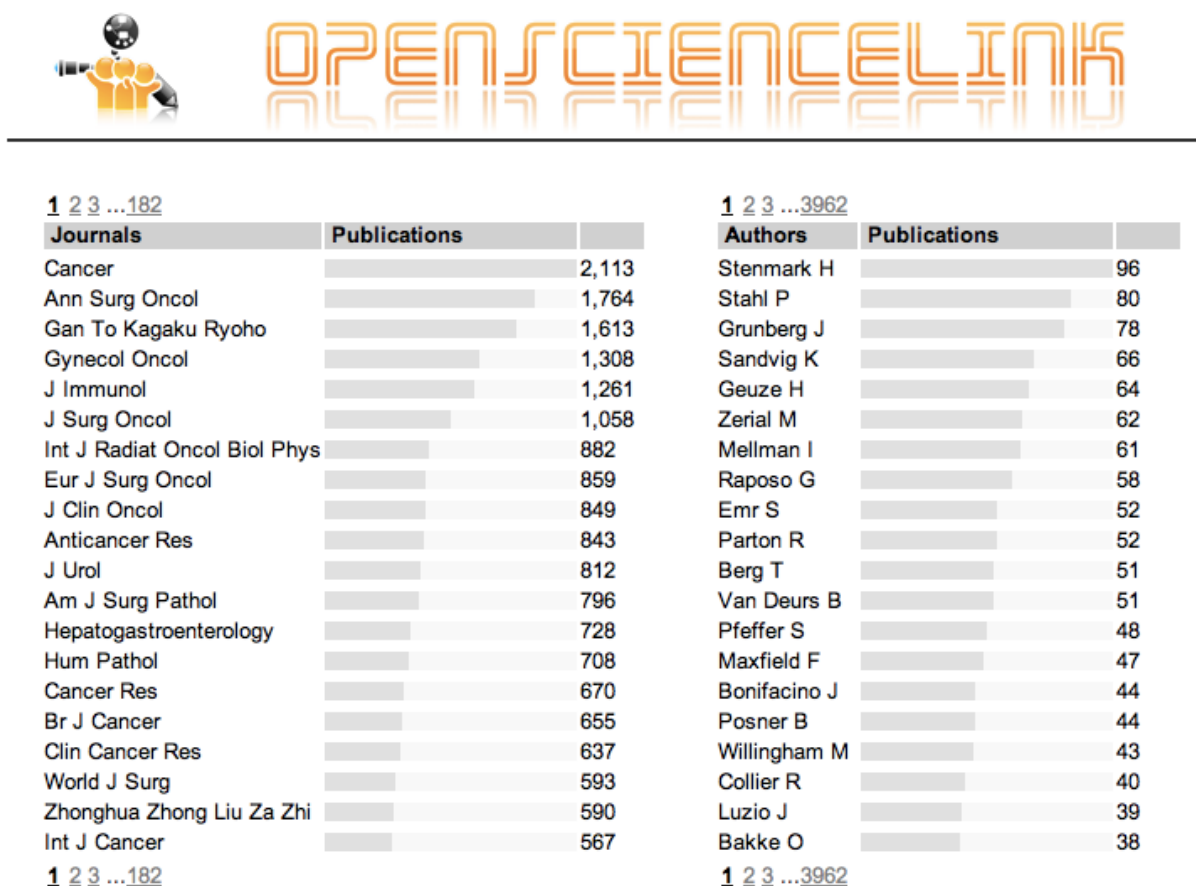 OPENSCIENCELINK
1 2 3 ...182
Journals Publications
Cancer 2,113
Ann Surg Oncol 1,764
Gan To Kagaku Ryoho 1,613
Gynecol Oncol 1,308
J Immunol 1,261
J Surg Oncol 1,058
Int J Radiat Oncol Biol Phys 882
Eur J Surg Oncol 859
J Clin Oncol 849
Anticancer Res 843
J Urol 812
Am J Surg Pathol 796
Hepatogastroenterology 728
Hum Pathol 708
Cancer Res 670
Br J Cancer 655
Clin Cancer Res 637
World J Surg 593
Zhonghua Zhong Liu Za Zhi 590
Int J Cancer 567
1 2 3 ...182
1 2 3 ...3962
Authors Publications
Stenmark H 96
Stahl P 80
Grunberg J 78
Sandvig K 66
Geuze H 64
Zerial M 62
Mellman I 61
Raposo G 58
Emr S 52
Parton R 52
Berg T 51
Van Deurs B 51
Pfeffer S 48
Maxfield F 47
Bonifacino J 44
Posner B 44
Willingham M 43
Collier R 40
Luzio J 39
Bakke O 38
1 2 3 ...3962